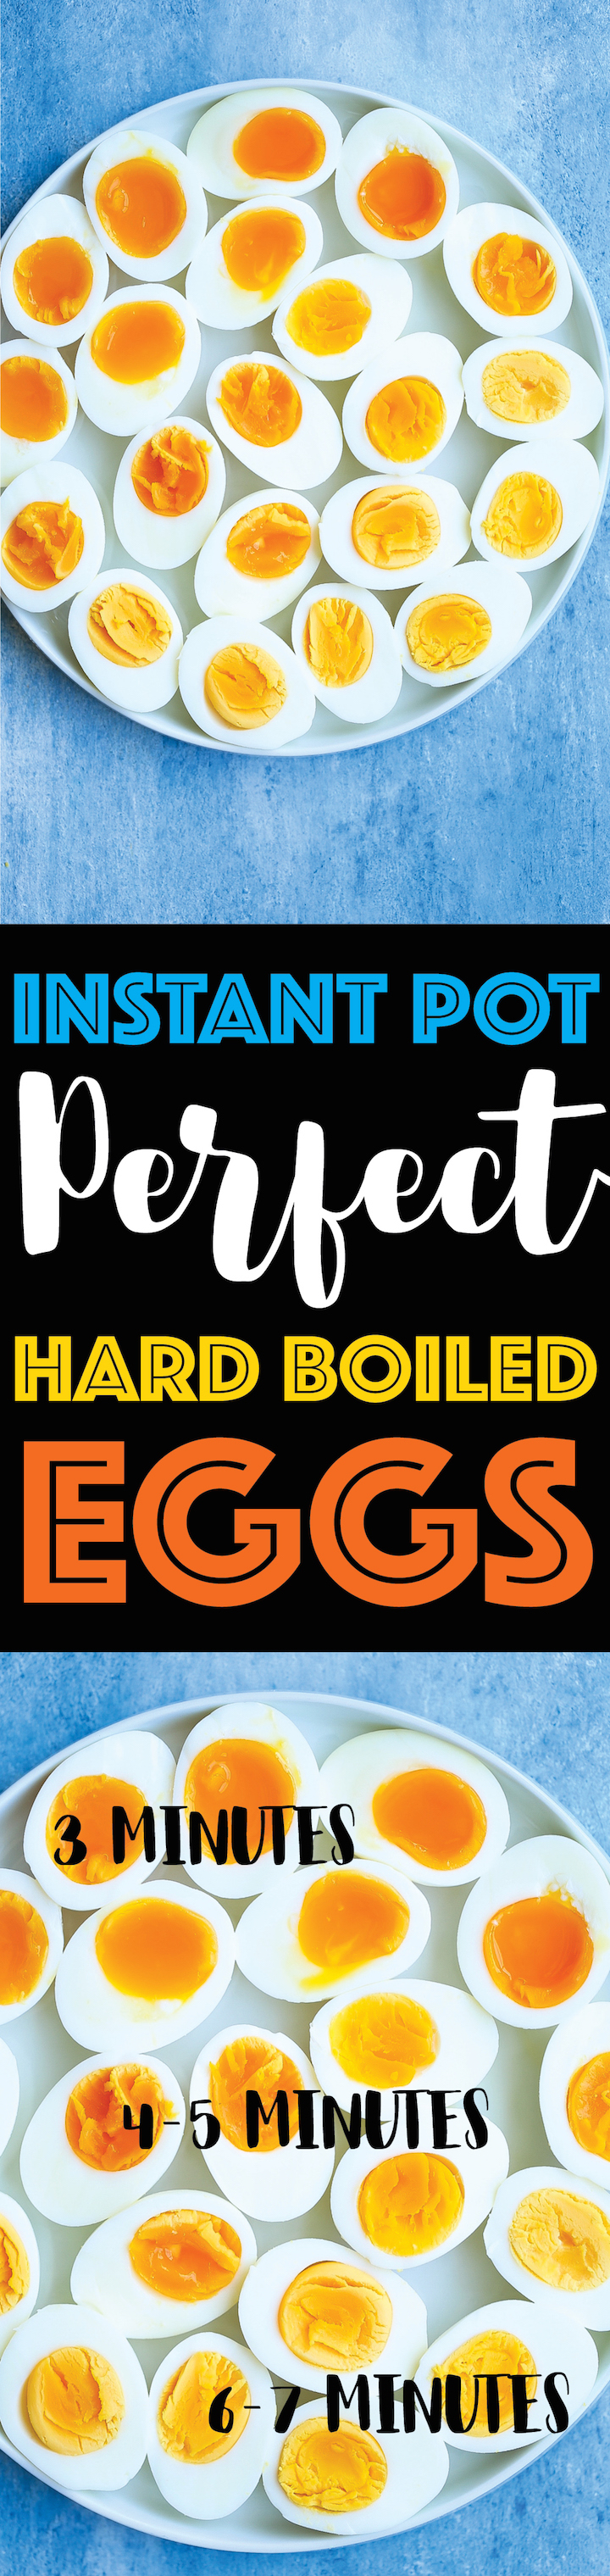 INSTANT POT
Perfect
HARD BOILED
EGGS
3 MINUTES
4-5 MINUTES
6-7 MINUTES